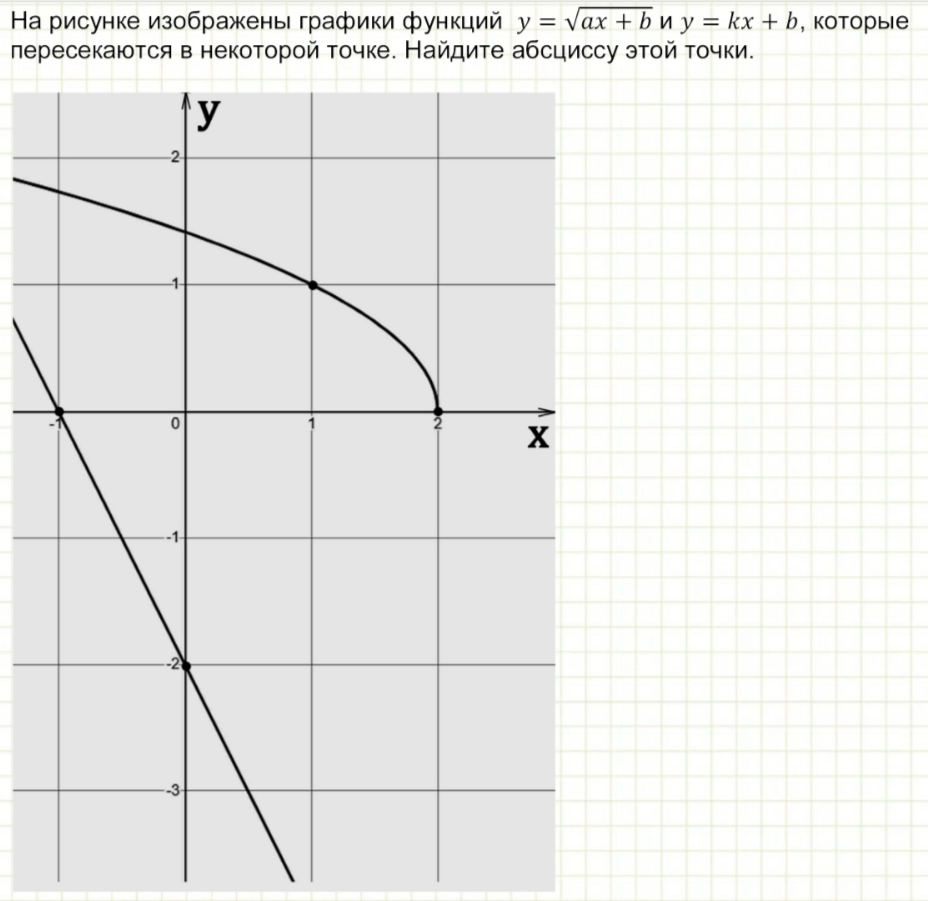 На рисунке изображены графики функций y = √(ax + b) и y = kx + b, которые
пересекаются в некоторой точке. Найдите абсциссу этой точки.
y
2
1
-1 0 1 2
x
-1
-2
-3